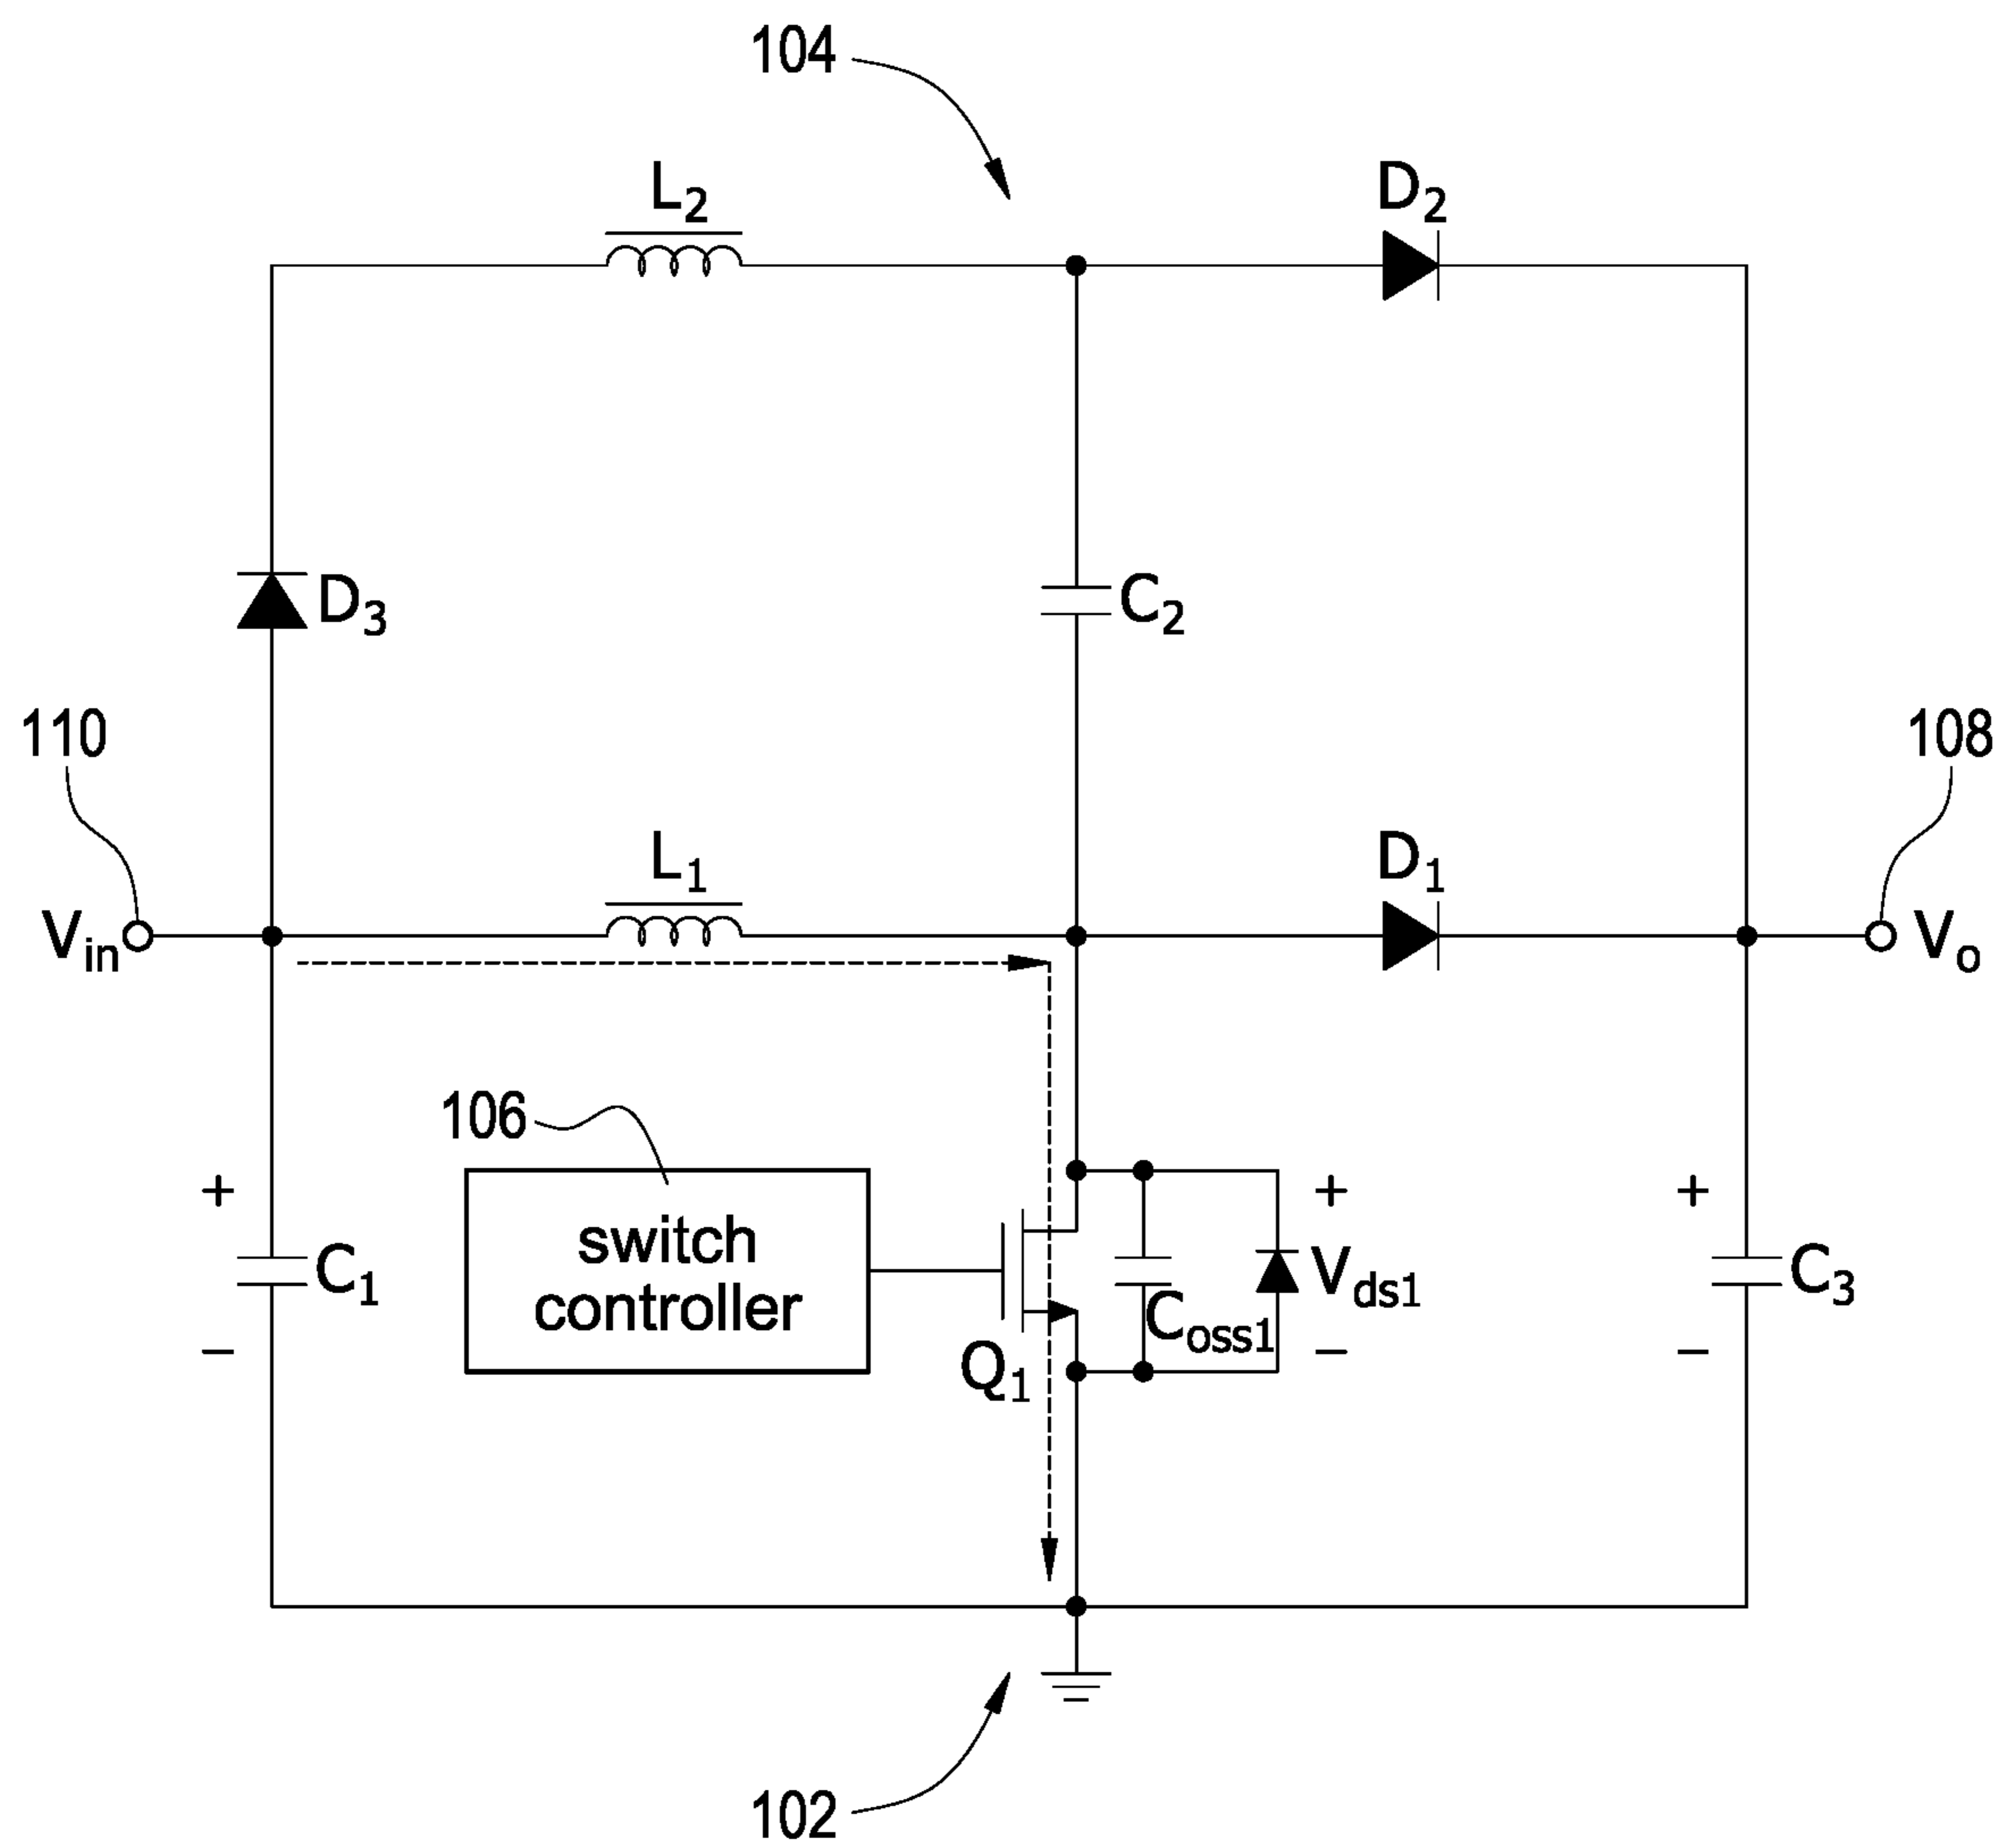 104
L2
D2
D3
C2
110
108
L1
D1
Vin
Vo
106
+
+
+
switch
controller
C1
Coss1
Vds1
C3
−
−
−
Q1
102